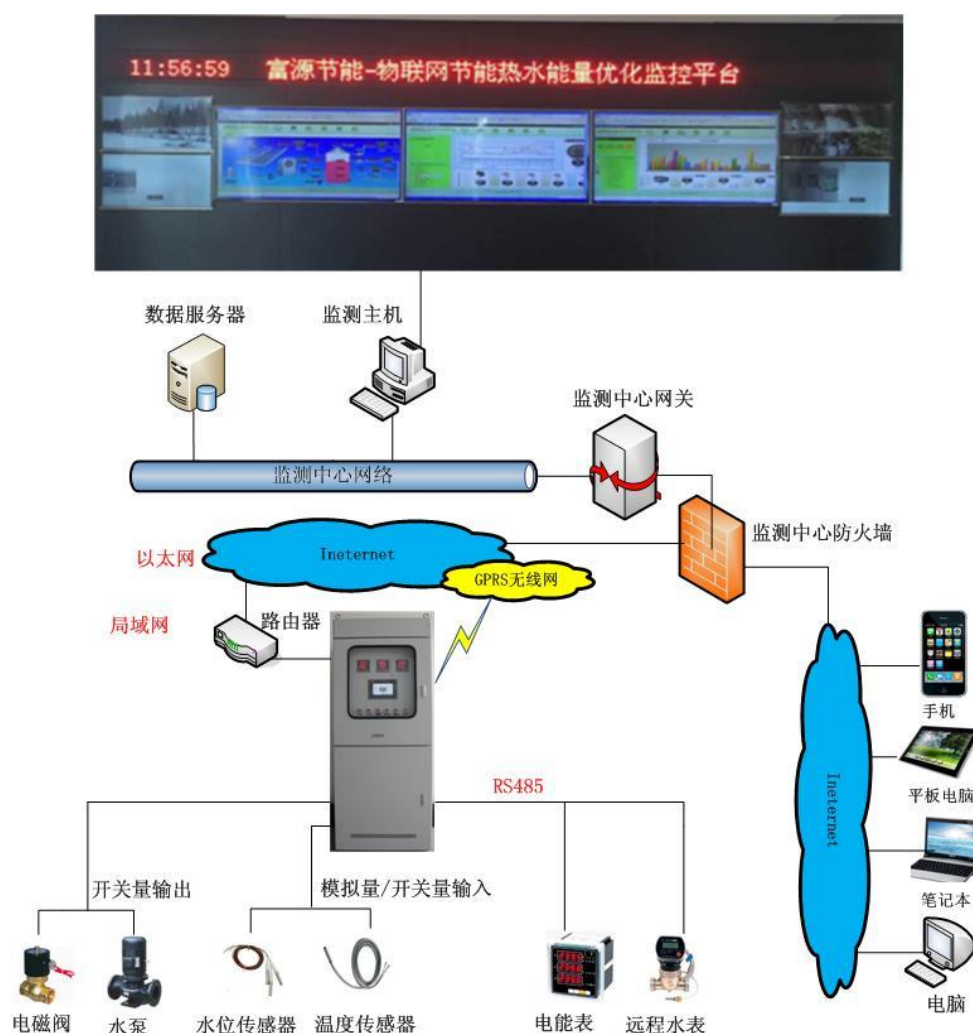 11:56:59 富源节能-物联网节能热水能量优化监控平台
数据服务器
监测主机
监测中心网关
监测中心网络
监测中心防火墙
以太网
Ineternet
GPRS无线网
局域网
路由器
手机
RS485
平板电脑
Ineternet
开关量输出
模拟量/开关量输入
笔记本
电磁阀
水泵
水位传感器
温度传感器
电能表
远程水表
电脑